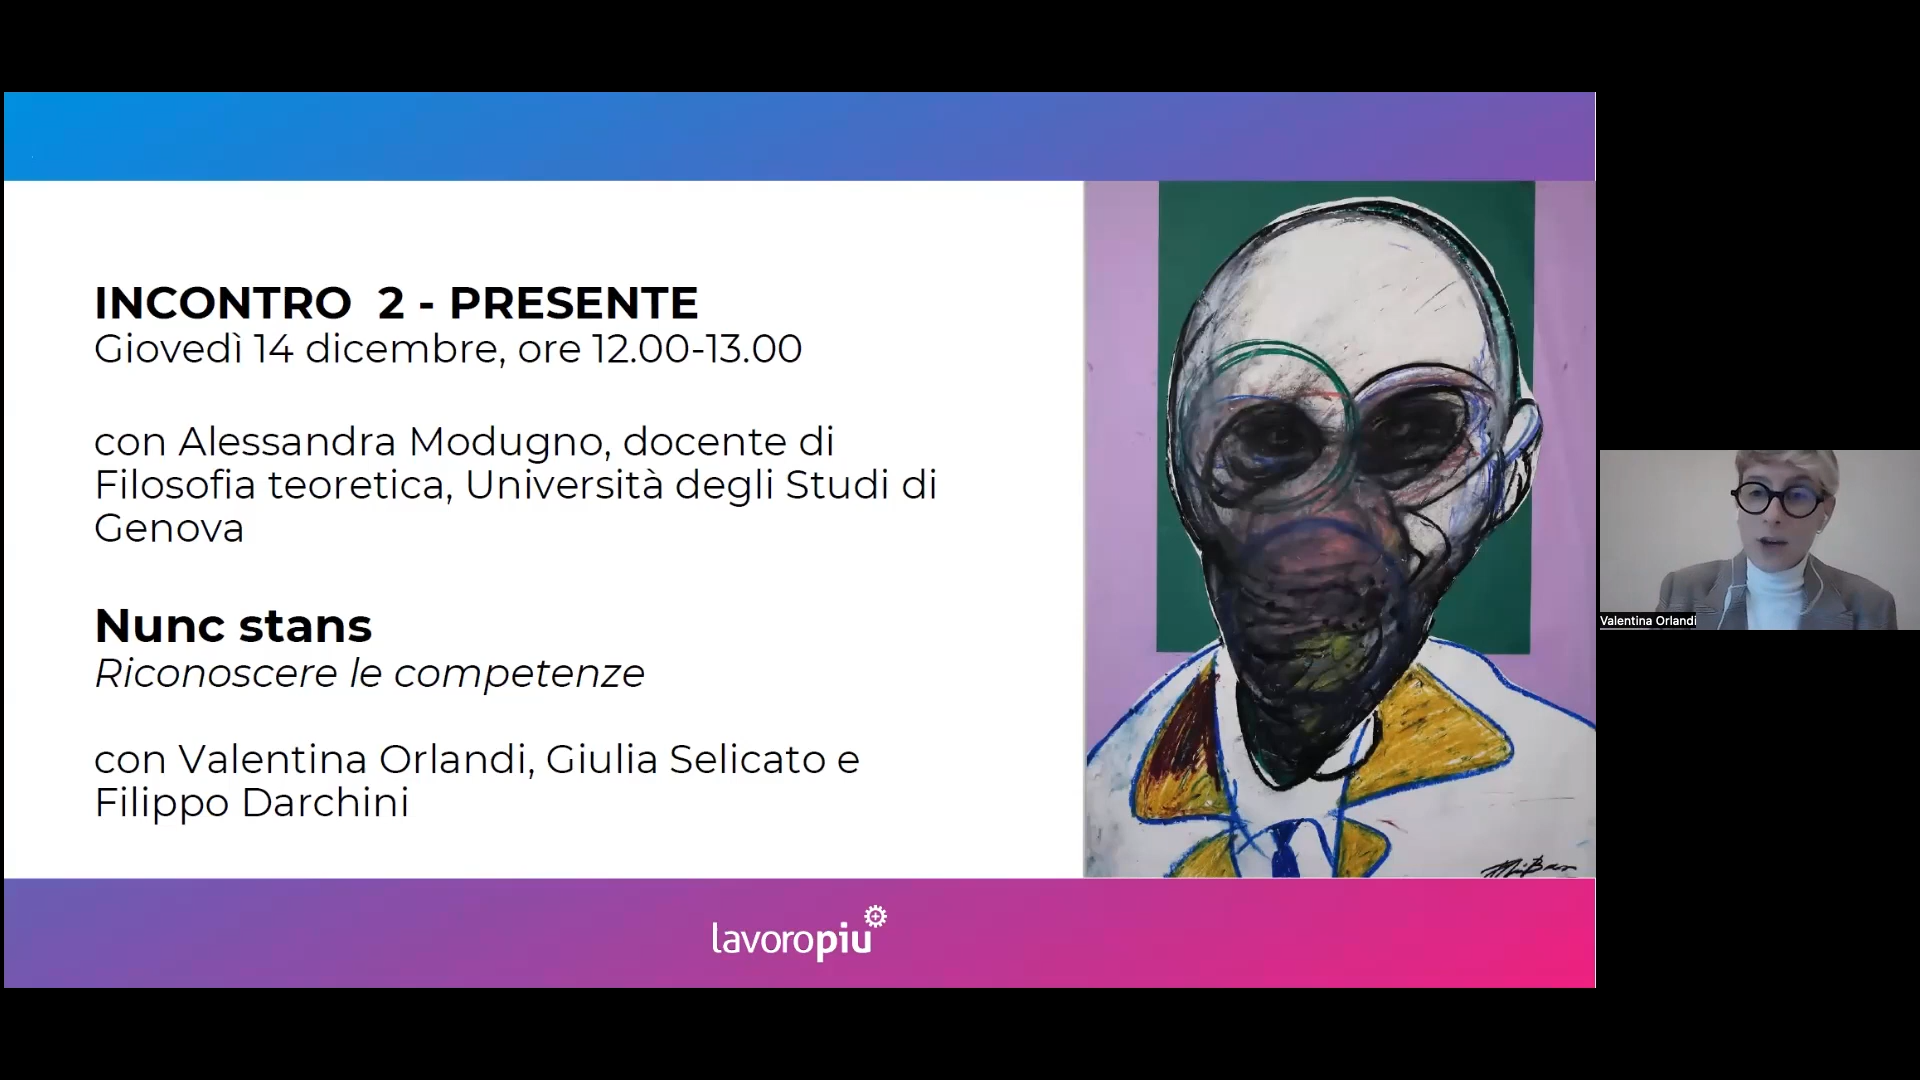 INCONTRO  2 - PRESENTE
Giovedì 14 dicembre, ore 12.00-13.00
con Alessandra Modugno, docente di
Filosofia teoretica, Università degli Studi di
Genova
Nunc stans
Riconoscere le competenze
con Valentina Orlandi, Giulia Selicato e
Filippo Darchini
lavoropiu
Valentina Orlandi